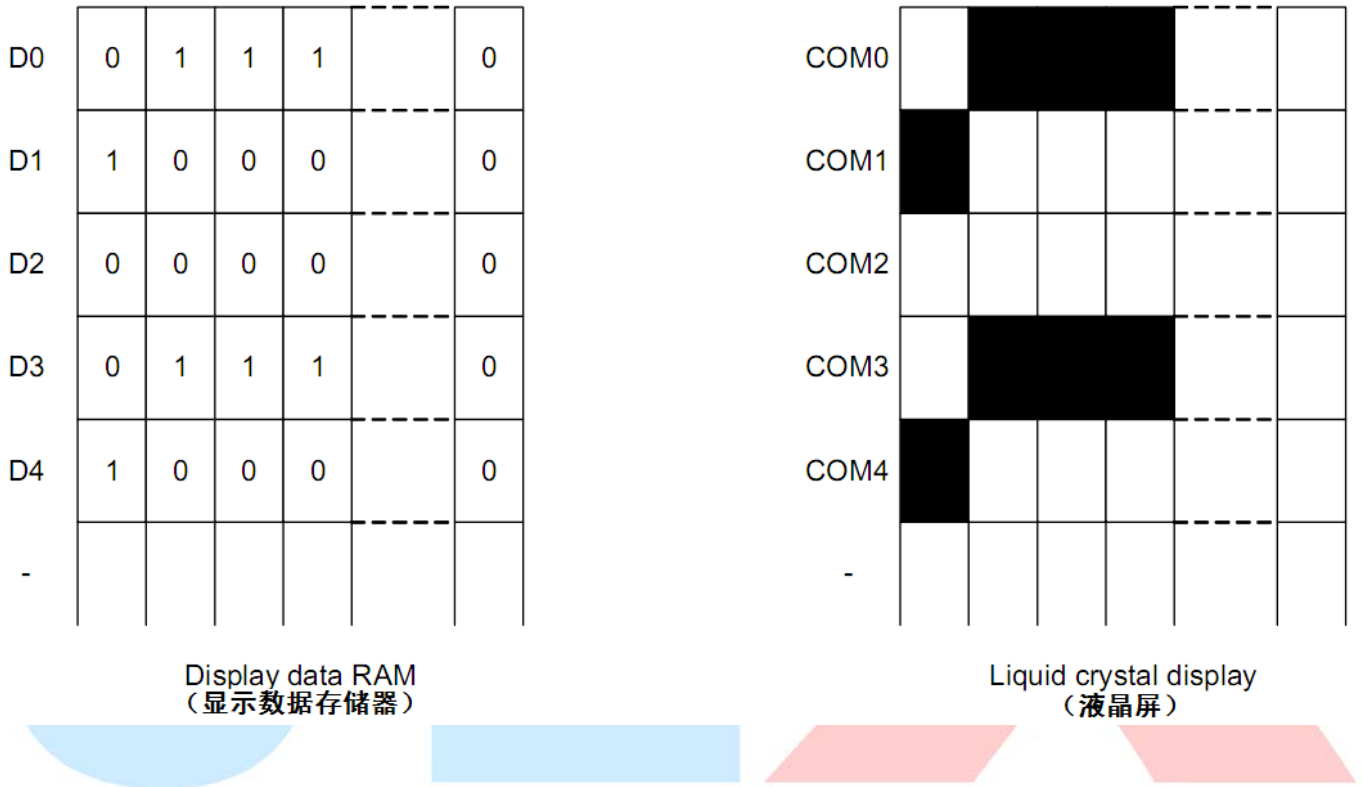 D0 0 1 1 1 0 COM0
D1 1 0 0 0 0 COM1
D2 0 0 0 0 0 COM2
D3 0 1 1 1 0 COM3
D4 1 0 0 0 0 COM4
- -
Display data RAM Liquid crystal display
（显示数据存储器） （液晶屏）